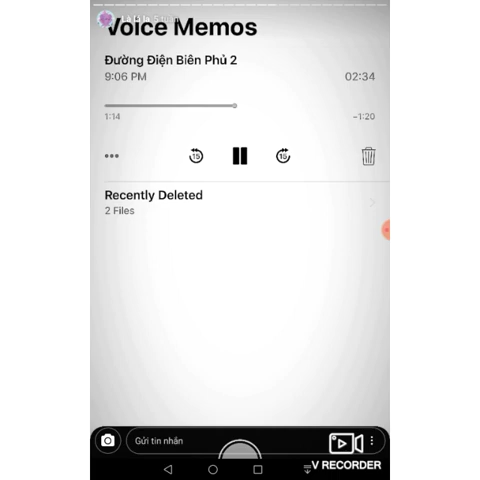 Voice Memos
Đường Điện Biên Phủ 2
9:06 PM
02:34
1:14
-1:20
15
15
Recently Deleted
2 Files
Gửi tin nhắn
V RECORDER